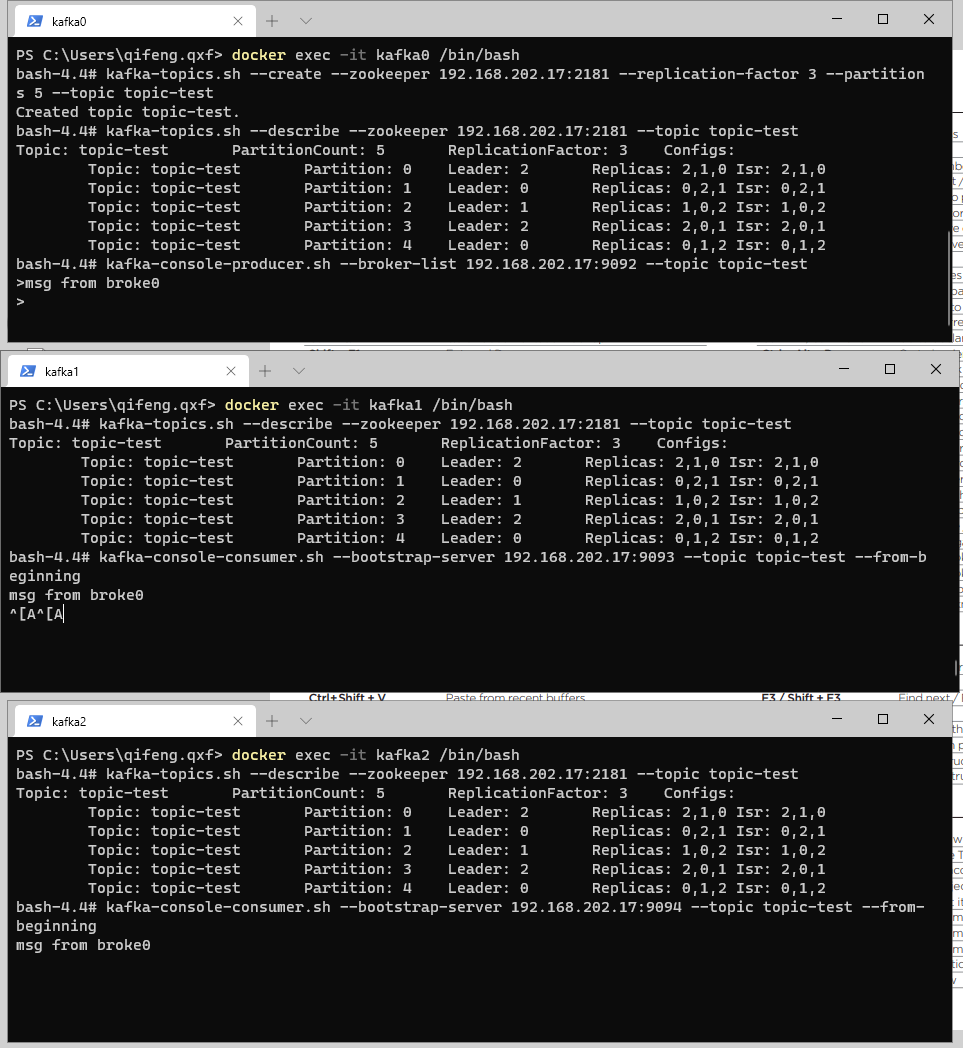 kafka0
PS C:\Users\qifeng.qxf> docker exec -it kafka0 /bin/bash
bash-4.4# kafka-topics.sh --create --zookeeper 192.168.202.17:2181 --replication-factor 3 --partition
s 5 --topic topic-test
Created topic topic-test.
bash-4.4# kafka-topics.sh --describe --zookeeper 192.168.202.17:2181 --topic topic-test
Topic: topic-test PartitionCount: 5 ReplicationFactor: 3 Configs:
Topic: topic-test Partition: 0 Leader: 2 Replicas: 2,1,0 Isr: 2,1,0
Topic: topic-test Partition: 1 Leader: 0 Replicas: 0,2,1 Isr: 0,2,1
Topic: topic-test Partition: 2 Leader: 1 Replicas: 1,0,2 Isr: 1,0,2
Topic: topic-test Partition: 3 Leader: 2 Replicas: 2,0,1 Isr: 2,0,1
Topic: topic-test Partition: 4 Leader: 0 Replicas: 0,1,2 Isr: 0,1,2
bash-4.4# kafka-console-producer.sh --broker-list 192.168.202.17:9092 --topic topic-test
>msg from broke0
>
kafka1
PS C:\Users\qifeng.qxf> docker exec -it kafka1 /bin/bash
bash-4.4# kafka-topics.sh --describe --zookeeper 192.168.202.17:2181 --topic topic-test
Topic: topic-test PartitionCount: 5 ReplicationFactor: 3 Configs:
Topic: topic-test Partition: 0 Leader: 2 Replicas: 2,1,0 Isr: 2,1,0
Topic: topic-test Partition: 1 Leader: 0 Replicas: 0,2,1 Isr: 0,2,1
Topic: topic-test Partition: 2 Leader: 1 Replicas: 1,0,2 Isr: 1,0,2
Topic: topic-test Partition: 3 Leader: 2 Replicas: 2,0,1 Isr: 2,0,1
Topic: topic-test Partition: 4 Leader: 0 Replicas: 0,1,2 Isr: 0,1,2
bash-4.4# kafka-console-consumer.sh --bootstrap-server 192.168.202.17:9093 --topic topic-test --from-b
eginning
msg from broke0
^[A^[A
Ctrl+Shift + V Paste from recent buffers F3 / Shift + F3 Find next /
kafka2
PS C:\Users\qifeng.qxf> docker exec -it kafka2 /bin/bash
bash-4.4# kafka-topics.sh --describe --zookeeper 192.168.202.17:2181 --topic topic-test
Topic: topic-test PartitionCount: 5 ReplicationFactor: 3 Configs:
Topic: topic-test Partition: 0 Leader: 2 Replicas: 2,1,0 Isr: 2,1,0
Topic: topic-test Partition: 1 Leader: 0 Replicas: 0,2,1 Isr: 0,2,1
Topic: topic-test Partition: 2 Leader: 1 Replicas: 1,0,2 Isr: 1,0,2
Topic: topic-test Partition: 3 Leader: 2 Replicas: 2,0,1 Isr: 2,0,1
Topic: topic-test Partition: 4 Leader: 0 Replicas: 0,1,2 Isr: 0,1,2
bash-4.4# kafka-console-consumer.sh --bootstrap-server 192.168.202.17:9094 --topic topic-test --from-
beginning
msg from broke0